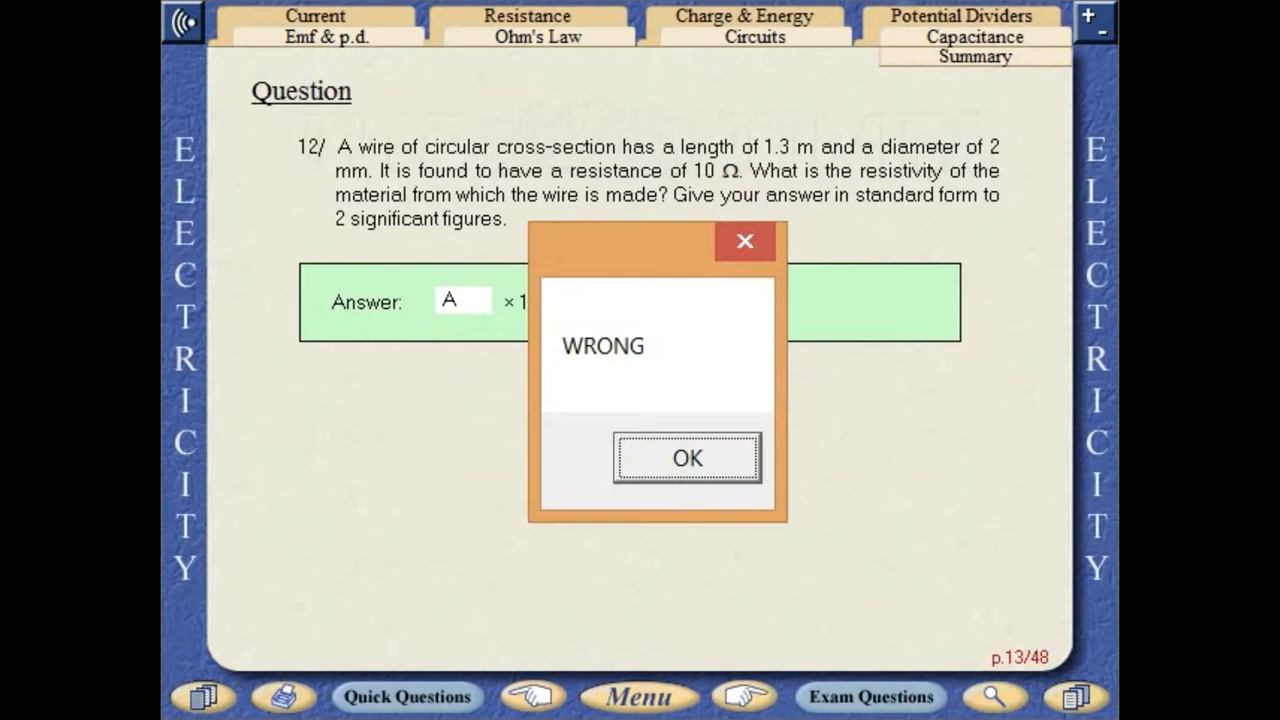 Current
Resistance
Charge & Energy
Potential Dividers
Emf & p.d.
Ohm's Law
Circuits
Capacitance
Summary
Question
12/ A wire of circular cross-section has a length of 1.3 m and a diameter of 2
mm. It is found to have a resistance of 10 Ω. What is the resistivity of the
material from which the wire is made? Give your answer in standard form to
2 significant figures.
Answer: A × 1
WRONG
OK
ELECTRICITY
ELECTRICITY
p.13/48
Quick Questions
Menu
Exam Questions